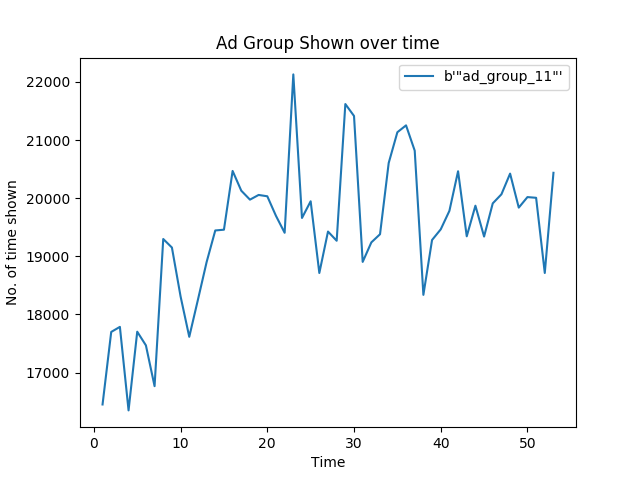 Ad Group Shown over time
b'"ad_group_11"'
No. of time shown
22000
21000
20000
19000
18000
17000
0 10 20 30 40 50
Time